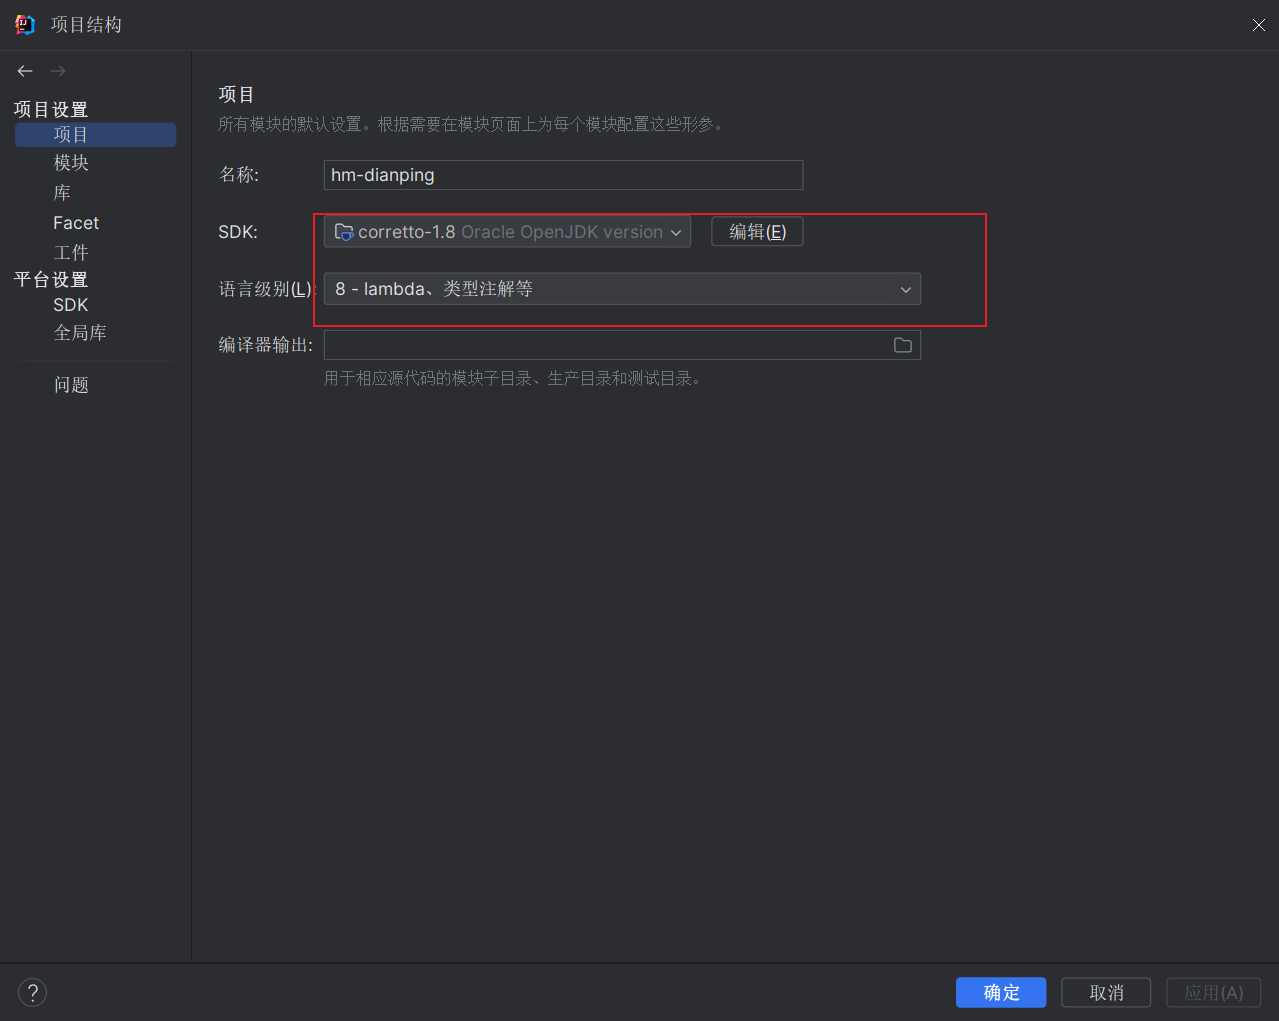 项目结构
项目设置
项目
模块
库
Facet
工件
平台设置
SDK
全局库
问题
项目
所有模块的默认设置。根据需要在模块页面上为每个模块配置这些形参。
名称: hm-dianping
SDK: corretto-1.8 Oracle OpenJDK version 编辑(E)
语言级别(L): 8 - lambda、类型注解等
编译器输出:
用于相应源代码的模块子目录、生产目录和测试目录。
? 确定 取消 应用(A)